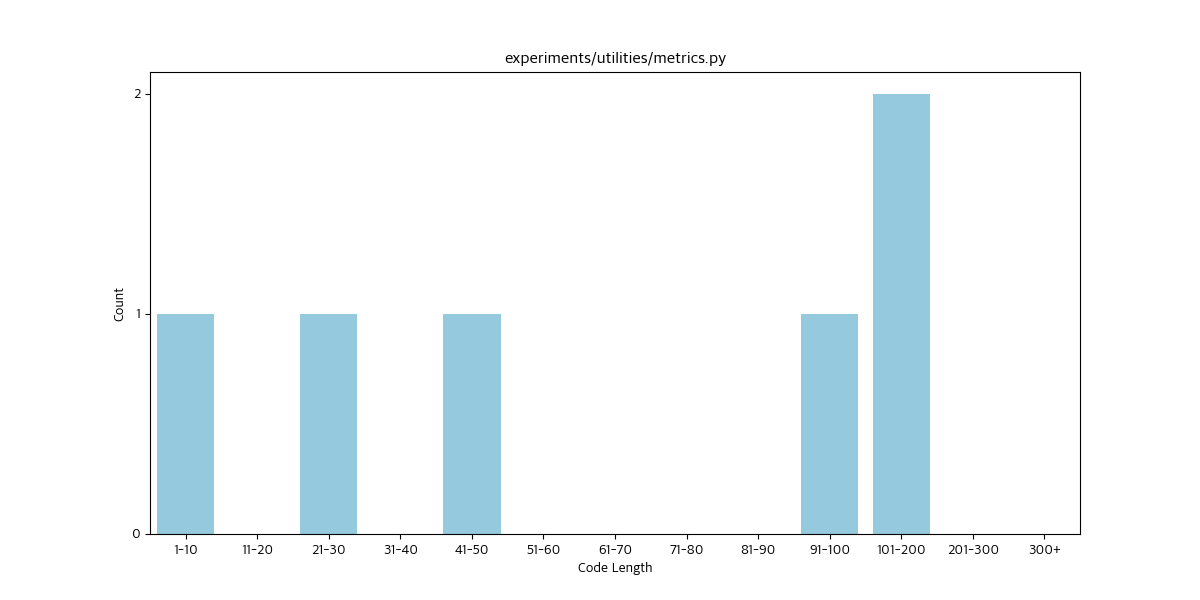 experiments/utilities/metrics.py
2
1
0
Count
1-10 11-20 21-30 31-40 41-50 51-60 61-70 71-80 81-90 91-100 101-200 201-300 300+
Code Length